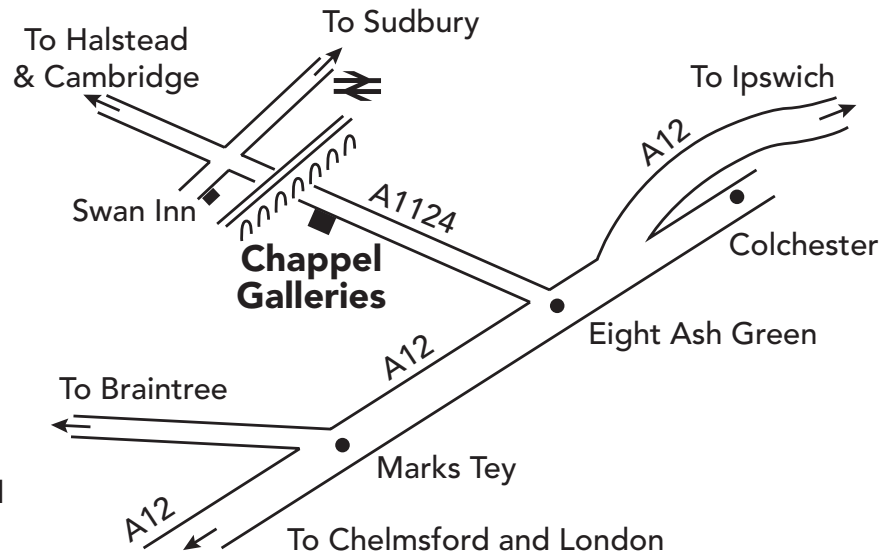 To Sudbury
To Halstead
& Cambridge
To Ipswich
A12
Swan Inn
A1124
Colchester
Chappel
Galleries
Eight Ash Green
A12
To Braintree
Marks Tey
A12
To Chelmsford and London